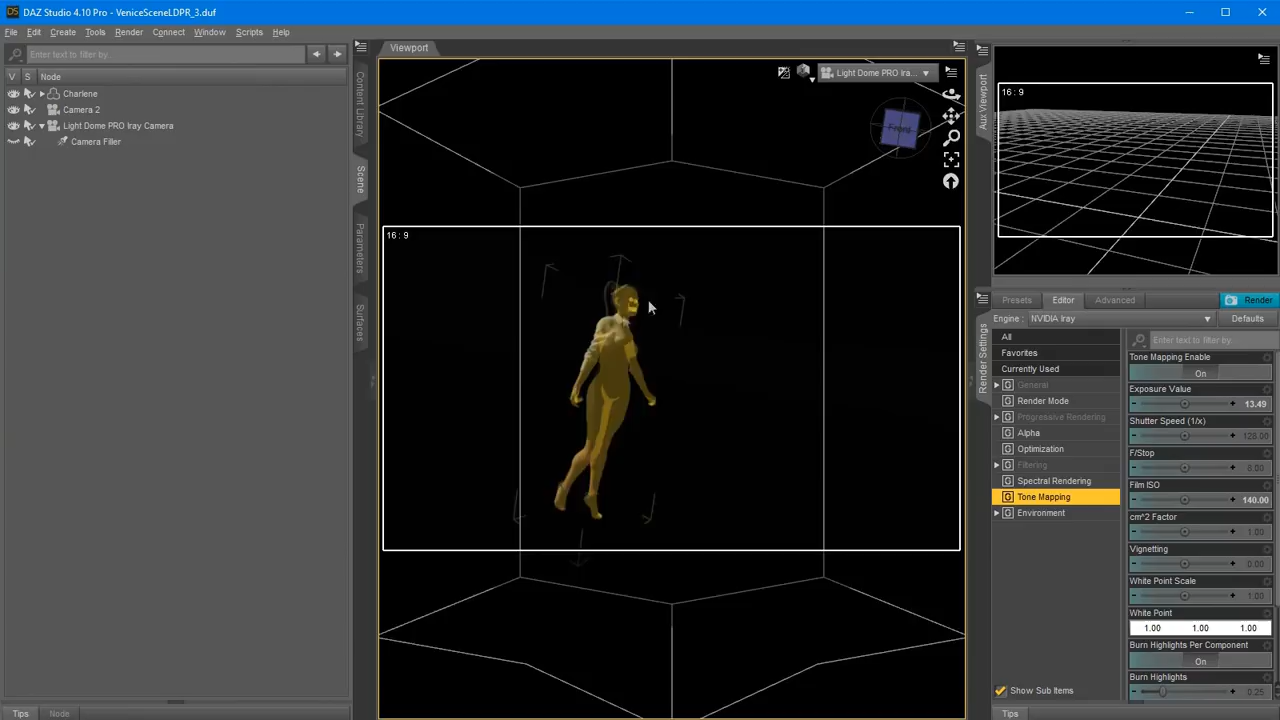 DAZ Studio 4.10 Pro - VeniceSceneLDPR_3.duf
File Edit Create Tools Render Connect Window Scripts Help
Enter text to filter by...
V S Node
Charlene
Camera 2
Light Dome PRO Iray Camera
Camera Filler
Tips Node
Content Library
Scene
Parameters
Surfaces
Viewport
Light Dome PRO Ira...
Front
16 : 9
Aux Viewport
16 : 9
Render Settings
Presets Editor Advanced Render
Engine : NVIDIA Iray Defaults
All
Favorites
Currently Used
General
Render Mode
Progressive Rendering
Alpha
Optimization
Filtering
Spectral Rendering
Tone Mapping
Environment
Show Sub Items
Tips
Enter text to filter by
Tone Mapping Enable
On
Exposure Value
13.49
Shutter Speed (1/x)
128.00
F/Stop
8.00
Film ISO
140.00
cm^2 Factor
1.00
Vignetting
0.00
White Point Scale
1.00
White Point
1.00 1.00 1.00
Burn Highlights Per Component
On
Burn Highlights
0.25